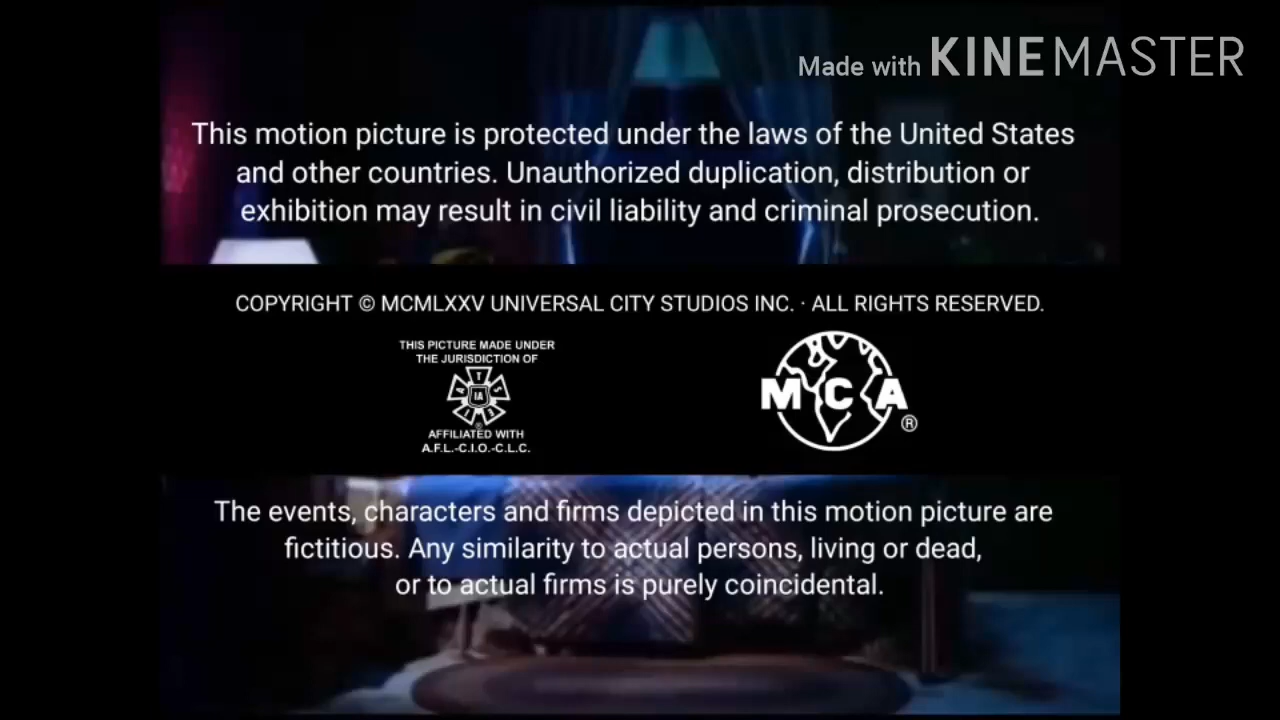 Made with KINEMASTER
This motion picture is protected under the laws of the United States
and other countries. Unauthorized duplication, distribution or
exhibition may result in civil liability and criminal prosecution.
COPYRIGHT © MCMLXXV UNIVERSAL CITY STUDIOS INC. · ALL RIGHTS RESERVED.
THIS PICTURE MADE UNDER
THE JURISDICTION OF
IATSE
IA
®
AFFILIATED WITH
A.F.L.-C.I.O.-C.L.C.
MCA
®
The events, characters and firms depicted in this motion picture are
fictitious. Any similarity to actual persons, living or dead,
or to actual firms is purely coincidental.